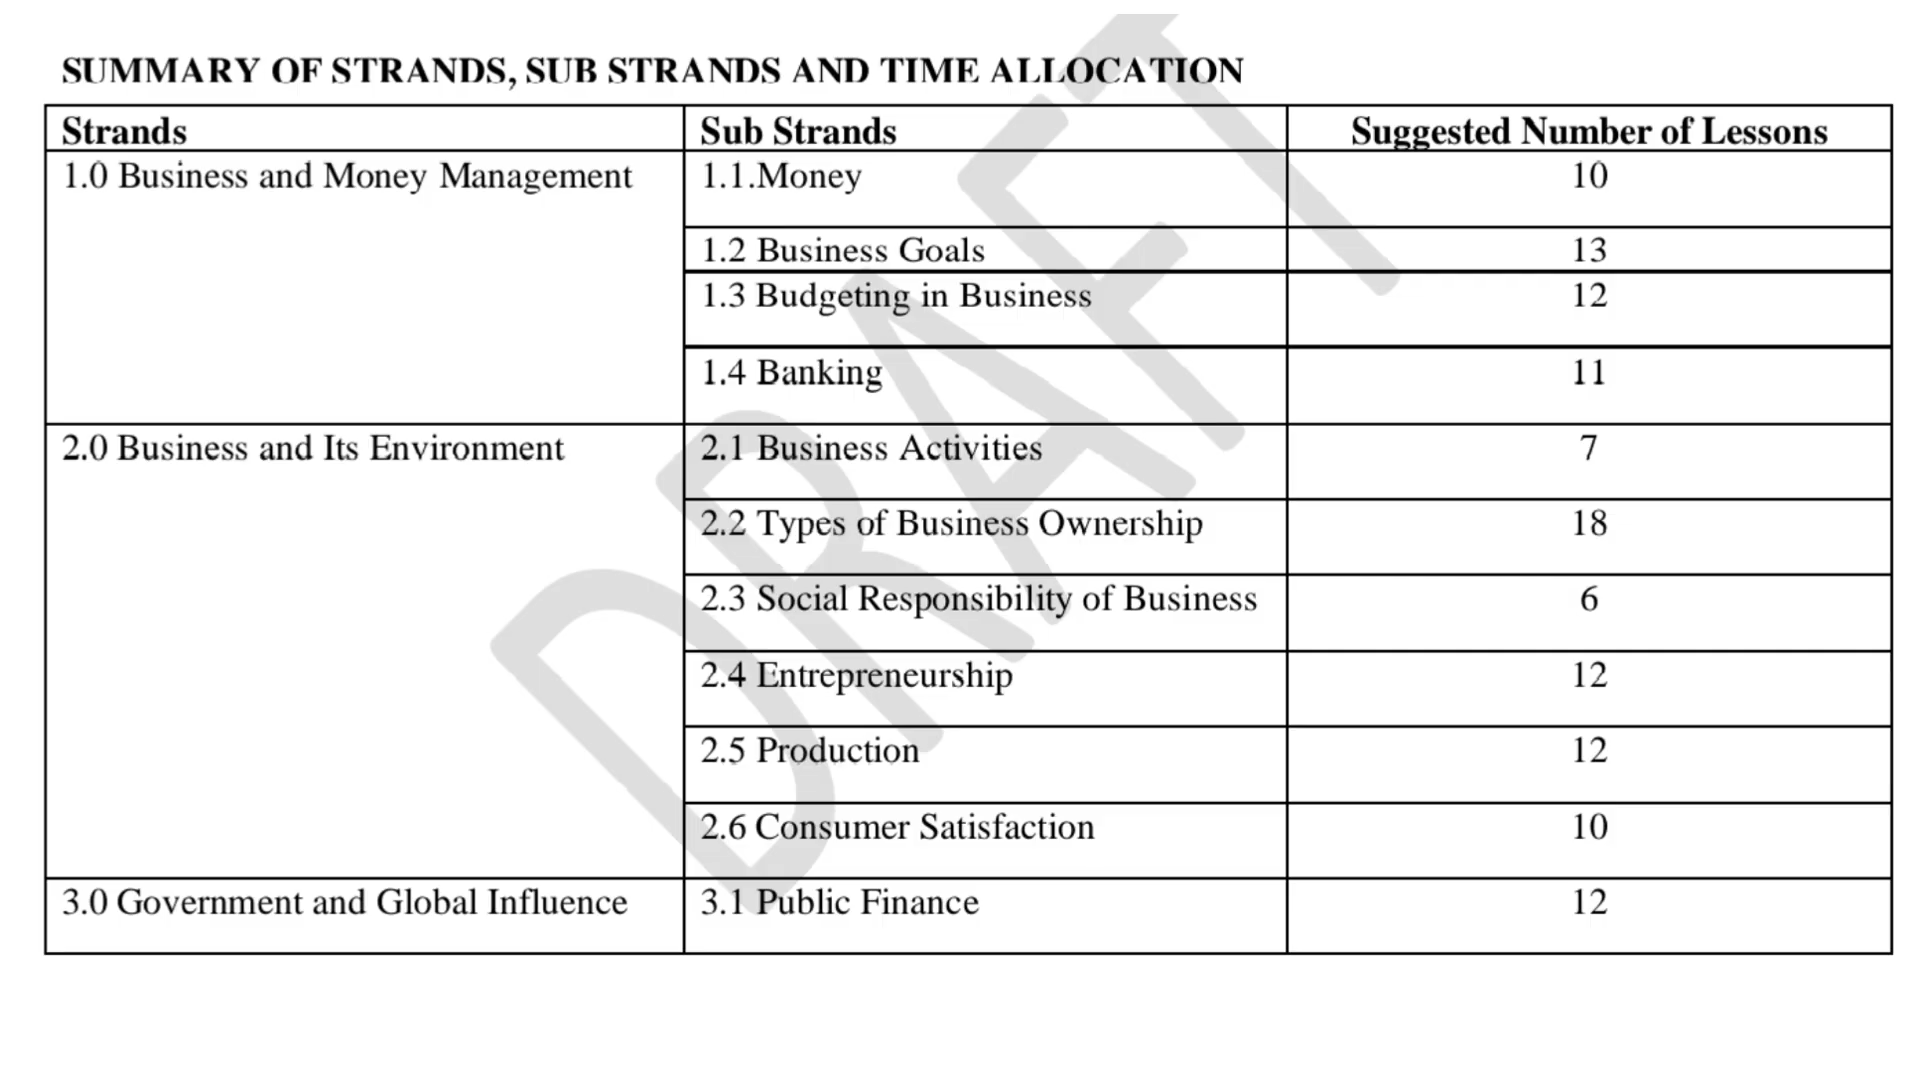 SUMMARY OF STRANDS, SUB STRANDS AND TIME ALLOCATION
Strands Sub Strands Suggested Number of Lessons
1.0 Business and Money Management 1.1.Money 10
1.2 Business Goals 13
1.3 Budgeting in Business 12
1.4 Banking 11
2.0 Business and Its Environment 2.1 Business Activities 7
2.2 Types of Business Ownership 18
2.3 Social Responsibility of Business 6
2.4 Entrepreneurship 12
2.5 Production 12
2.6 Consumer Satisfaction 10
3.0 Government and Global Influence 3.1 Public Finance 12
DRAFT